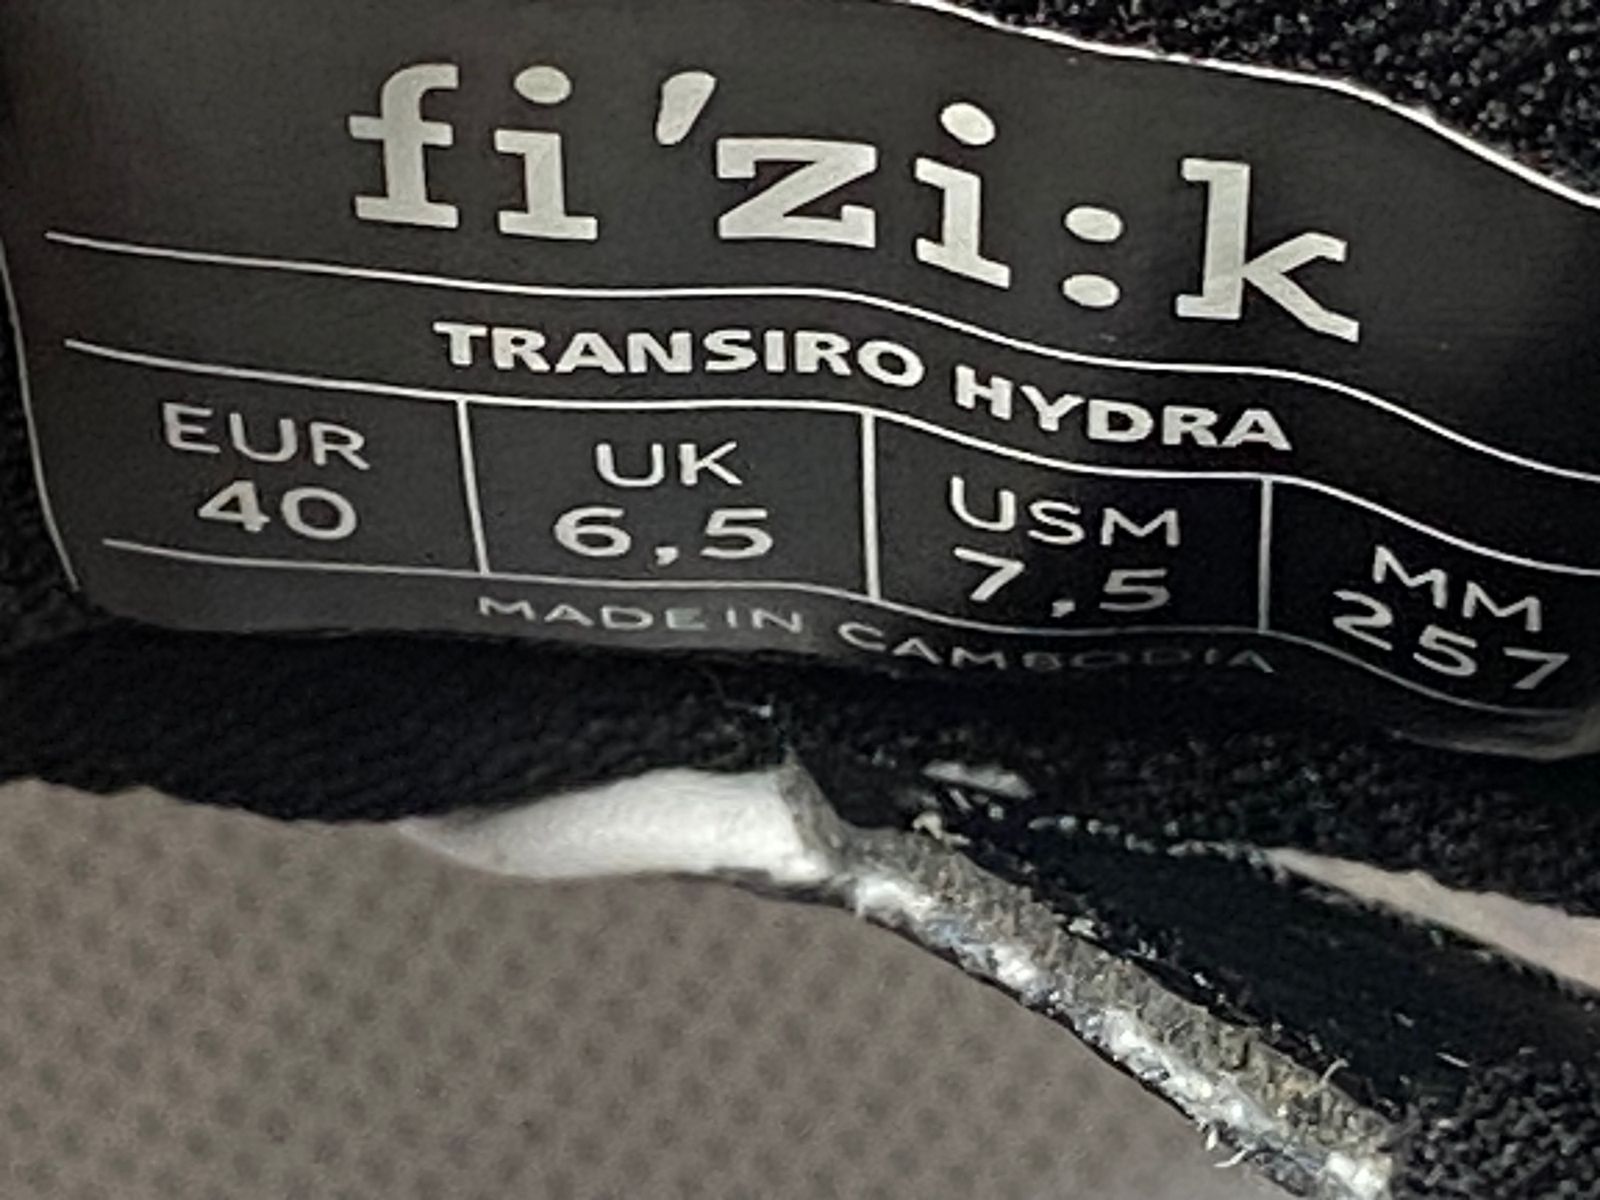 fi'zi:k
TRANSIRO HYDRA
EUR UK USM MM
40 6,5 7,5 257
MADE IN CAMBODIA